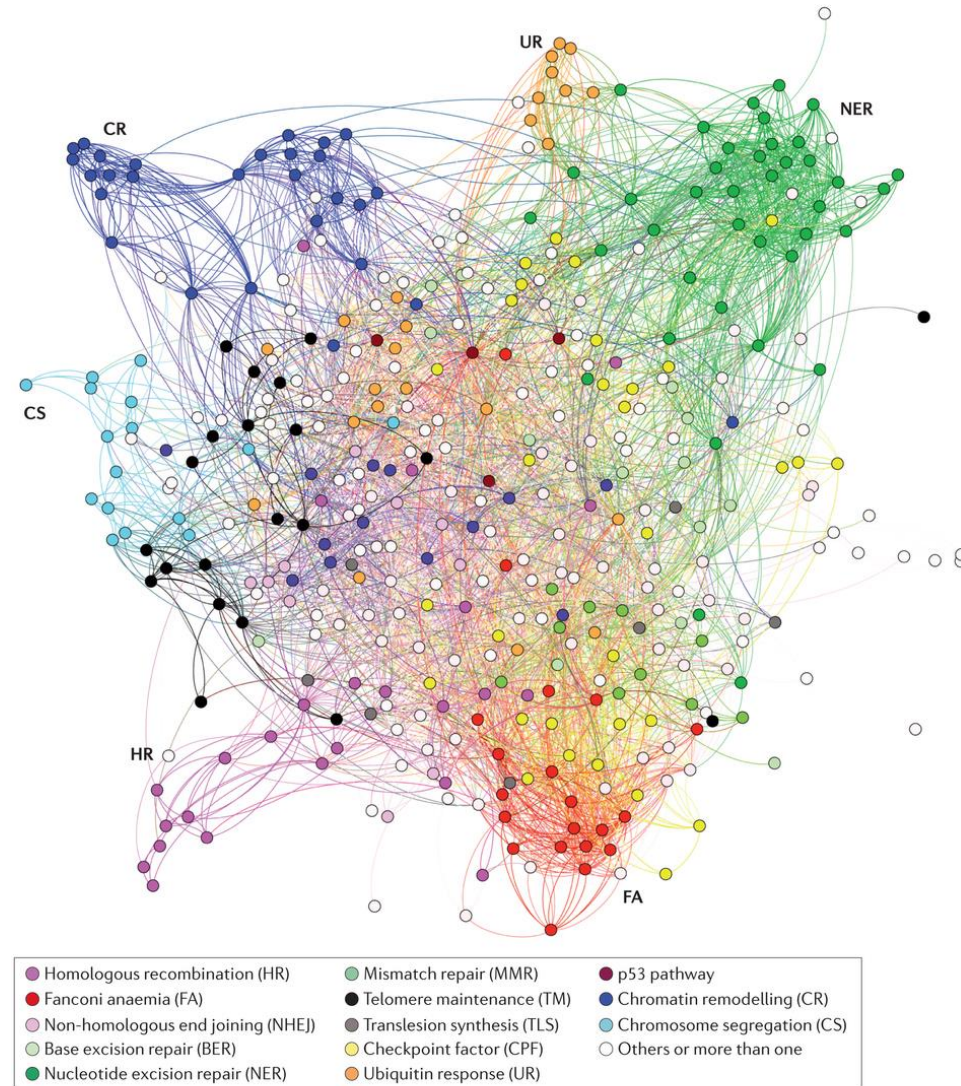 UR
CR
NER
CS
HR
FA
Homologous recombination (HR)
Fanconi anaemia (FA)
Non-homologous end joining (NHEJ)
Base excision repair (BER)
Nucleotide excision repair (NER)
Mismatch repair (MMR)
Telomere maintenance (TM)
Translesion synthesis (TLS)
Checkpoint factor (CPF)
Ubiquitin response (UR)
p53 pathway
Chromatin remodelling (CR)
Chromosome segregation (CS)
Others or more than one